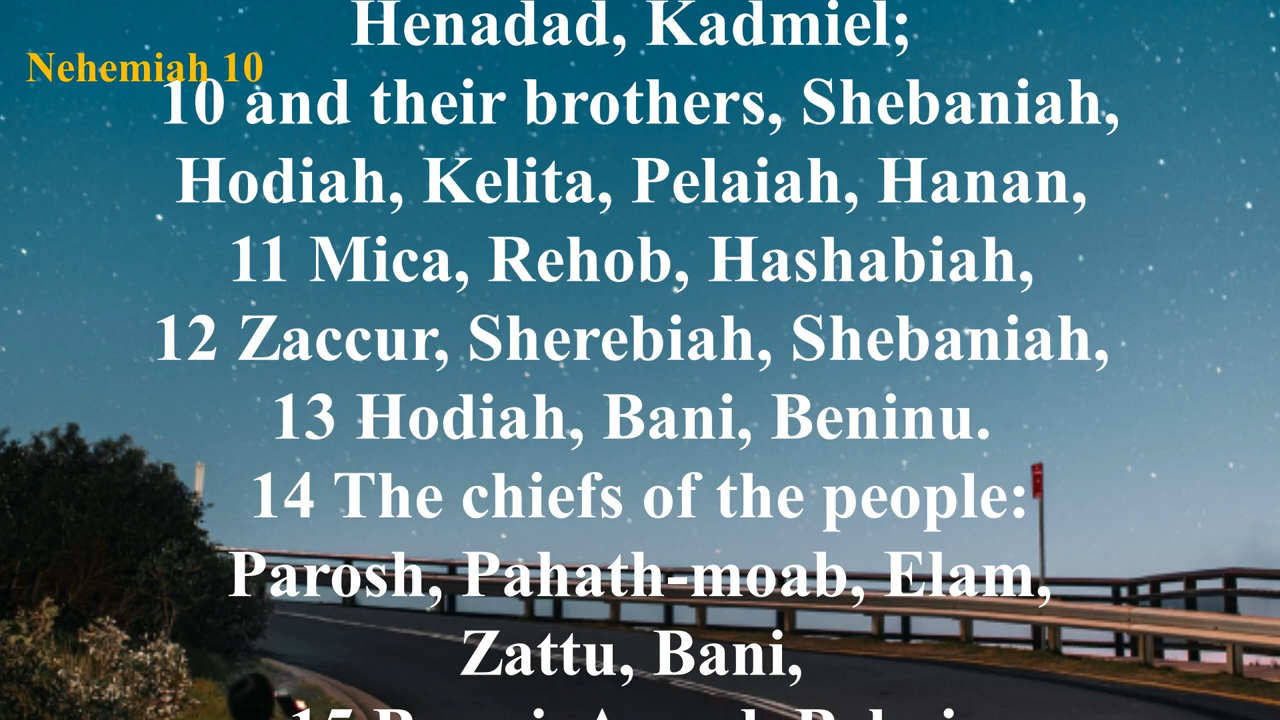 Henadad, Kadmiel;
Nehemiah 10
10 and their brothers, Shebaniah,
Hodiah, Kelita, Pelaiah, Hanan,
11 Mica, Rehob, Hashabiah,
12 Zaccur, Sherebiah, Shebaniah,
13 Hodiah, Bani, Beninu.
14 The chiefs of the people:
Parosh, Pahath-moab, Elam,
Zattu, Bani,